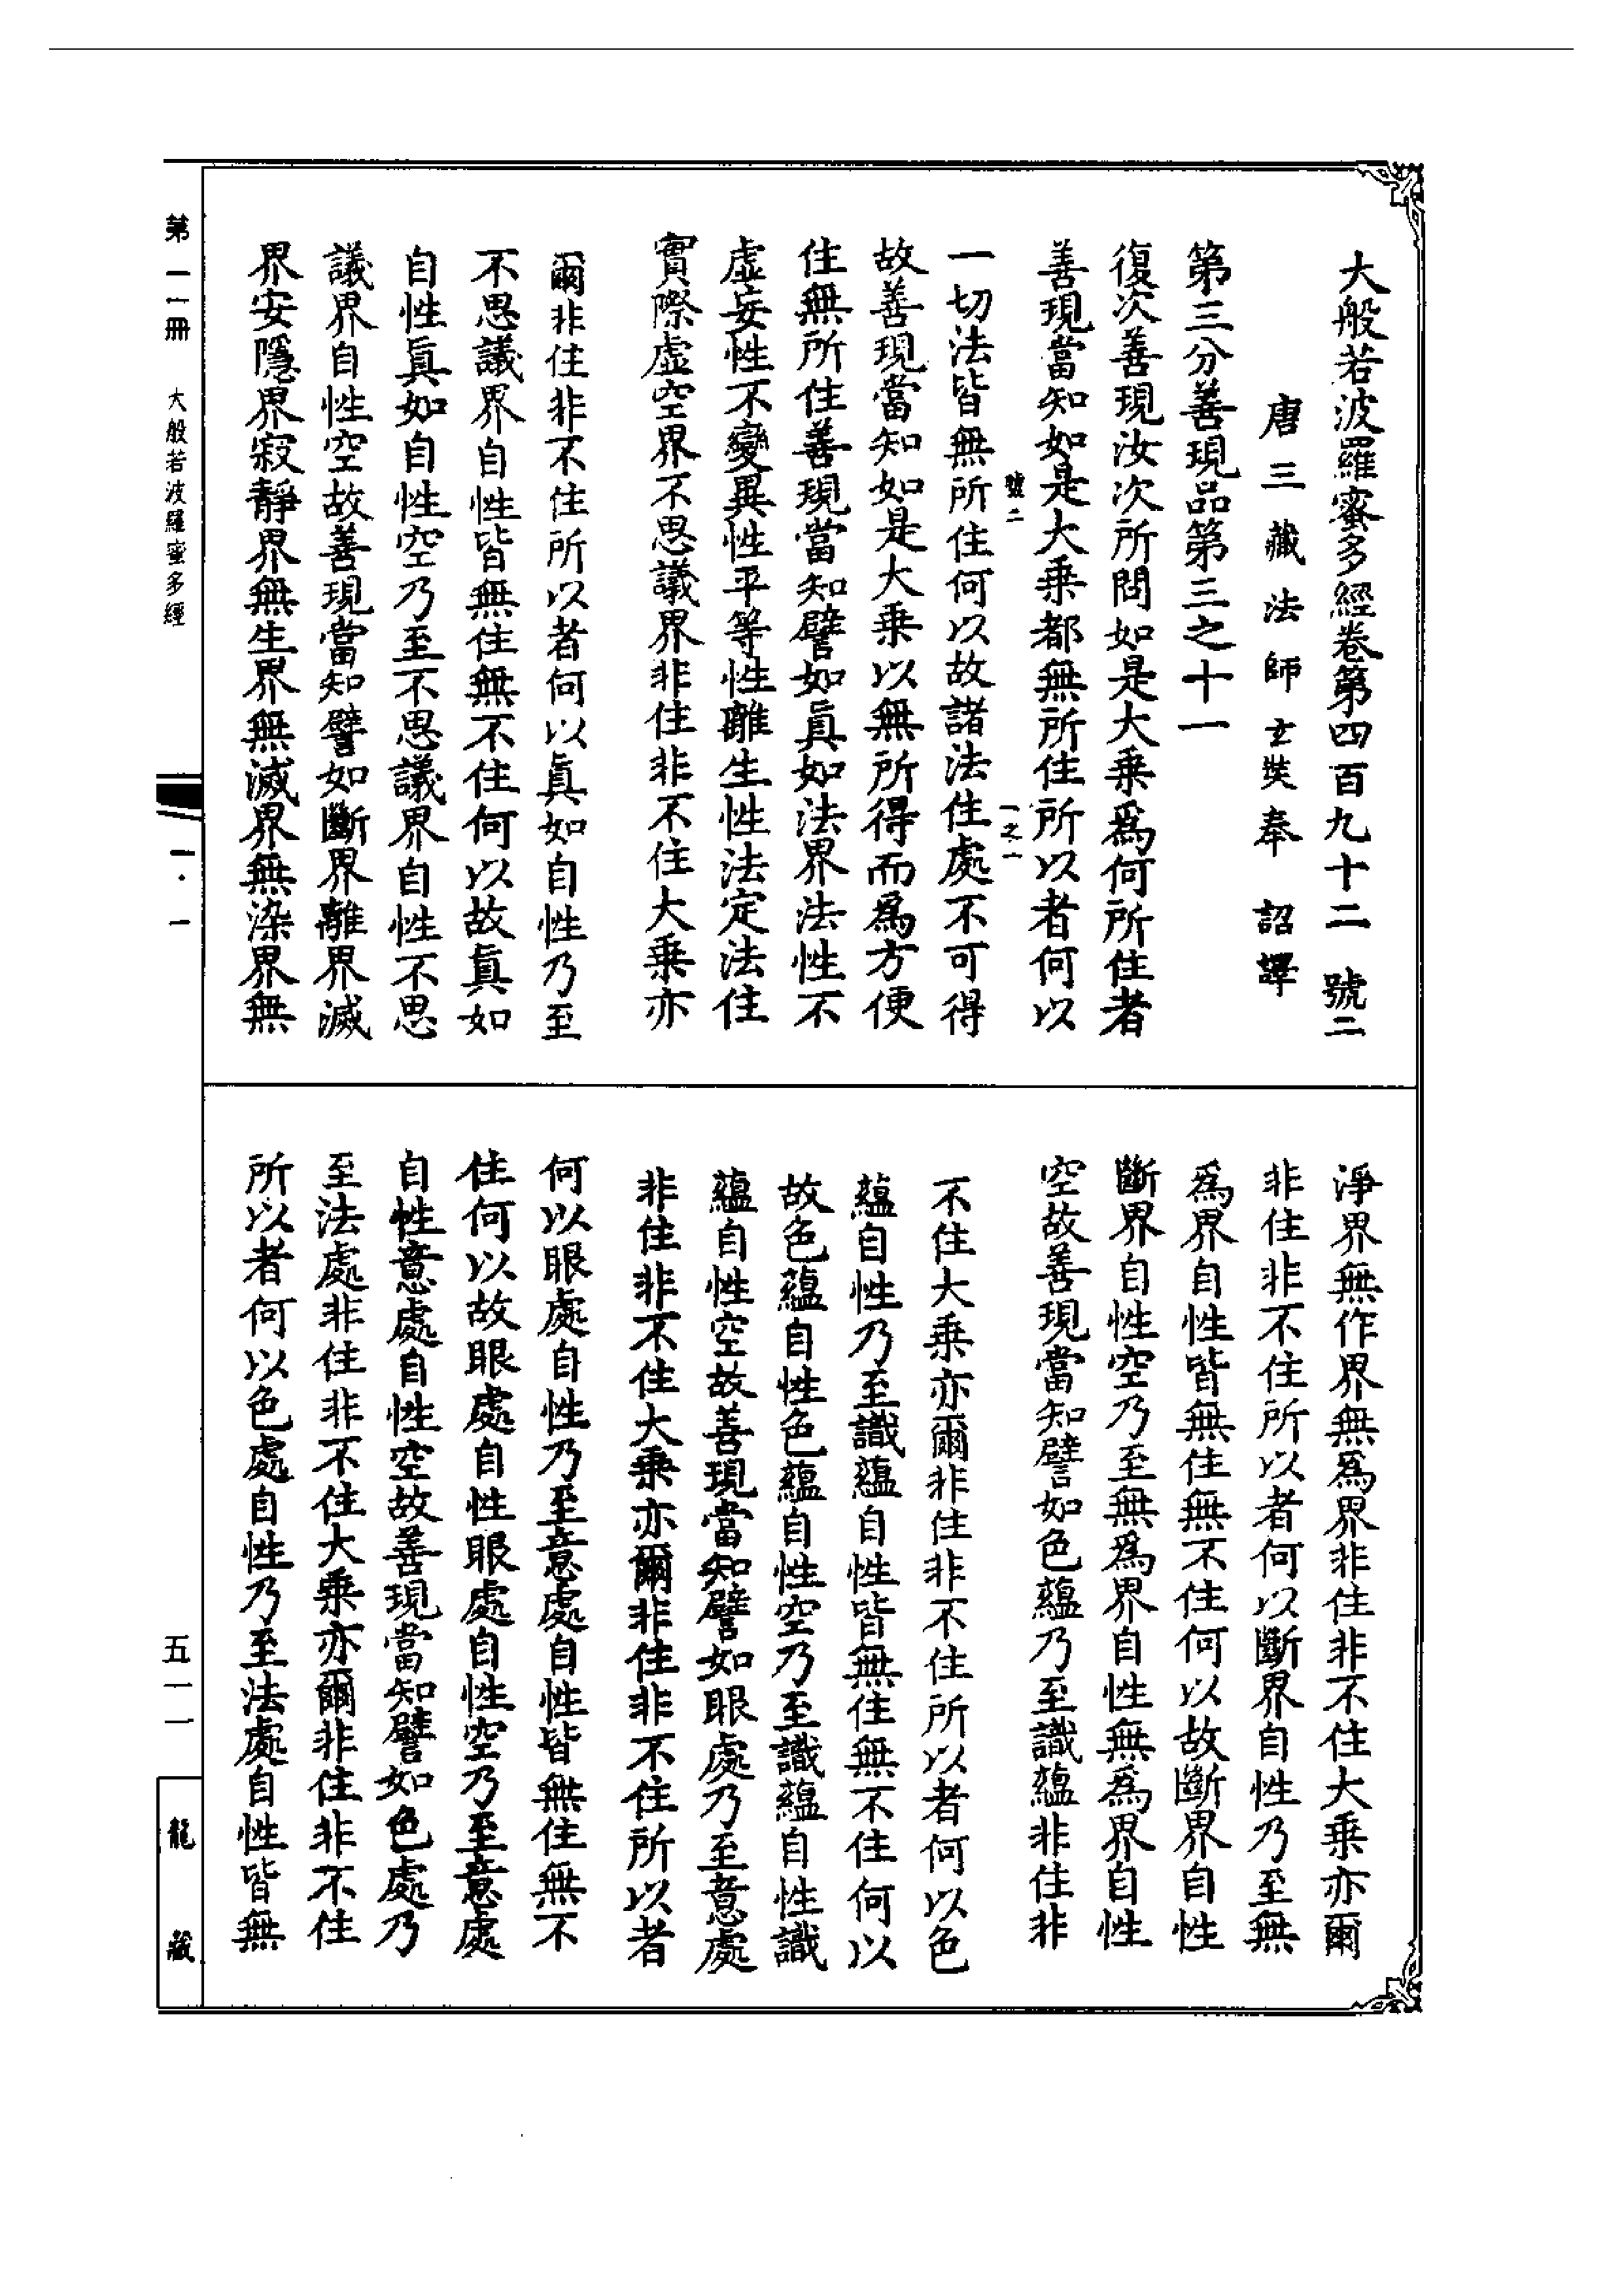 大般若波羅蜜多經卷第四百九十二 號二
唐三藏法師玄奘奉 詔譯
第三分善現品第三之十一
復次善現汝次所問如是大乘爲何所住者
善現當知如是大乘都無所住所以者何以
號二 一之一
一切法皆無所住何以故諸法住處不可得
故善現當知如是大乘以無所得而爲方便
住無所住善現當知譬如眞如法界法性不
虛妄性不變異性平等性離生性法定法住
實際虛空界不思議界非住非不住大乘亦
爾非住非不住所以者何以眞如自性乃至
不思議界自性皆無住無不住何以故眞如
自性眞如自性空乃至不思議界自性不思
議界自性空故善現當知譬如斷界離界滅
界安隱界寂靜界無生界無滅界無染界無
淨界無作界無爲界非住非不住大乘亦爾
非住非不住所以者何以斷界自性乃至無
爲界自性皆無住無不住何以故斷界自性
斷界自性空乃至無爲界自性無爲界自性
空故善現當知譬如色蘊乃至識蘊非住非
不住大乘亦爾非住非不住所以者何以色
蘊自性乃至識蘊自性皆無住無不住何以
故色蘊自性色蘊自性空乃至識蘊自性識
蘊自性空故善現當知譬如眼處乃至意處
非住非不住大乘亦爾非住非不住所以者
何以眼處自性乃至意處自性皆無住無不
住何以故眼處自性眼處自性空乃至意處
自性意處自性空故善現當知譬如色處乃
至法處非住非不住大乘亦爾非住非不住
所以者何以色處自性乃至法處自性皆無
第一一冊 大般若波羅蜜多經
一·一
五一一
龍藏